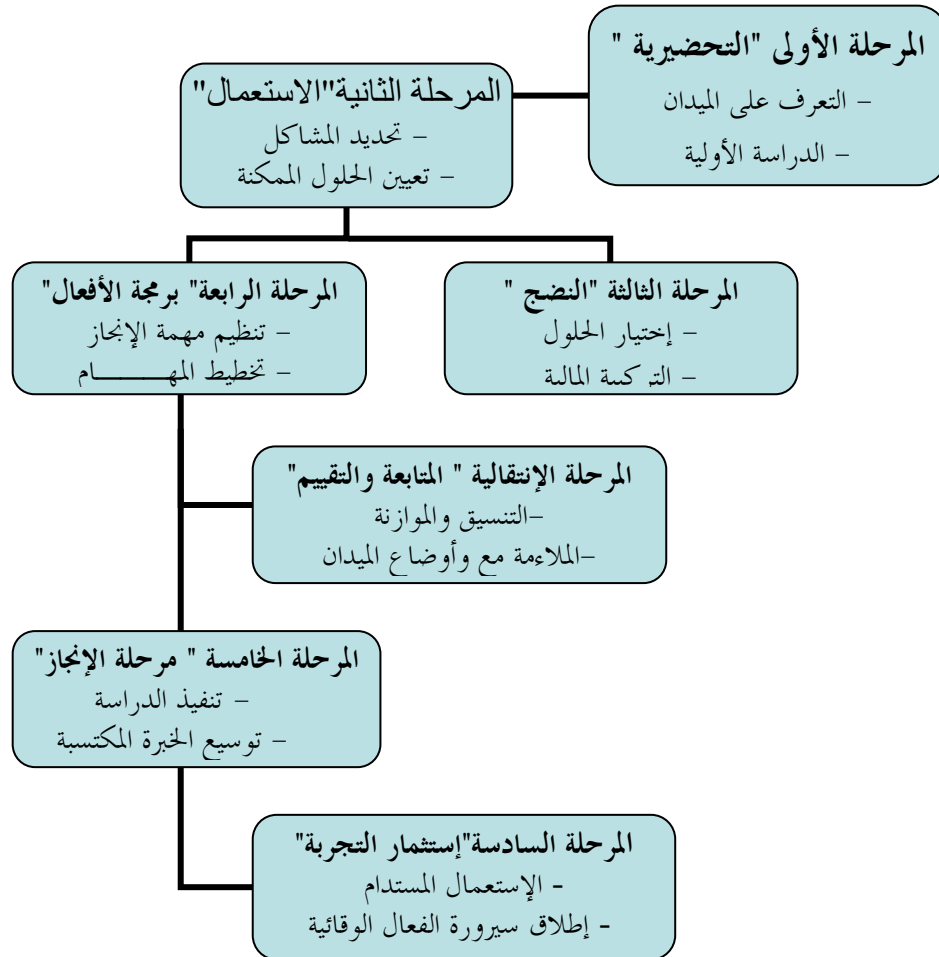 المرحلة الأولى "التحضيرية "
– التعرف على الميدان
– الدراسة الأولية
المرحلة الثانية"الاستعمال"
– تحديد المشاكل
– تعيين الحلول الممكنة
المرحلة الثالثة "النضج "
– إختيار الحلول
– التركيبة المالية
المرحلة الرابعة" برمجة الأفعال"
– تنظيم مهمة الإنجاز
– تخطيط المهـــــــام
المرحلة الإنتقالية " المتابعة والتقييم"
–التنسيق والموازنة
–الملاءمة مع وأوضاع الميدان
المرحلة الخامسة " مرحلة الإنجاز"
– تنفيذ الدراسة
– توسيع الخبرة المكتسبة
المرحلة السادسة"إستثمار التجربة"
- الإستعمال المستدام
- إطلاق سيرورة الفعال الوقائية